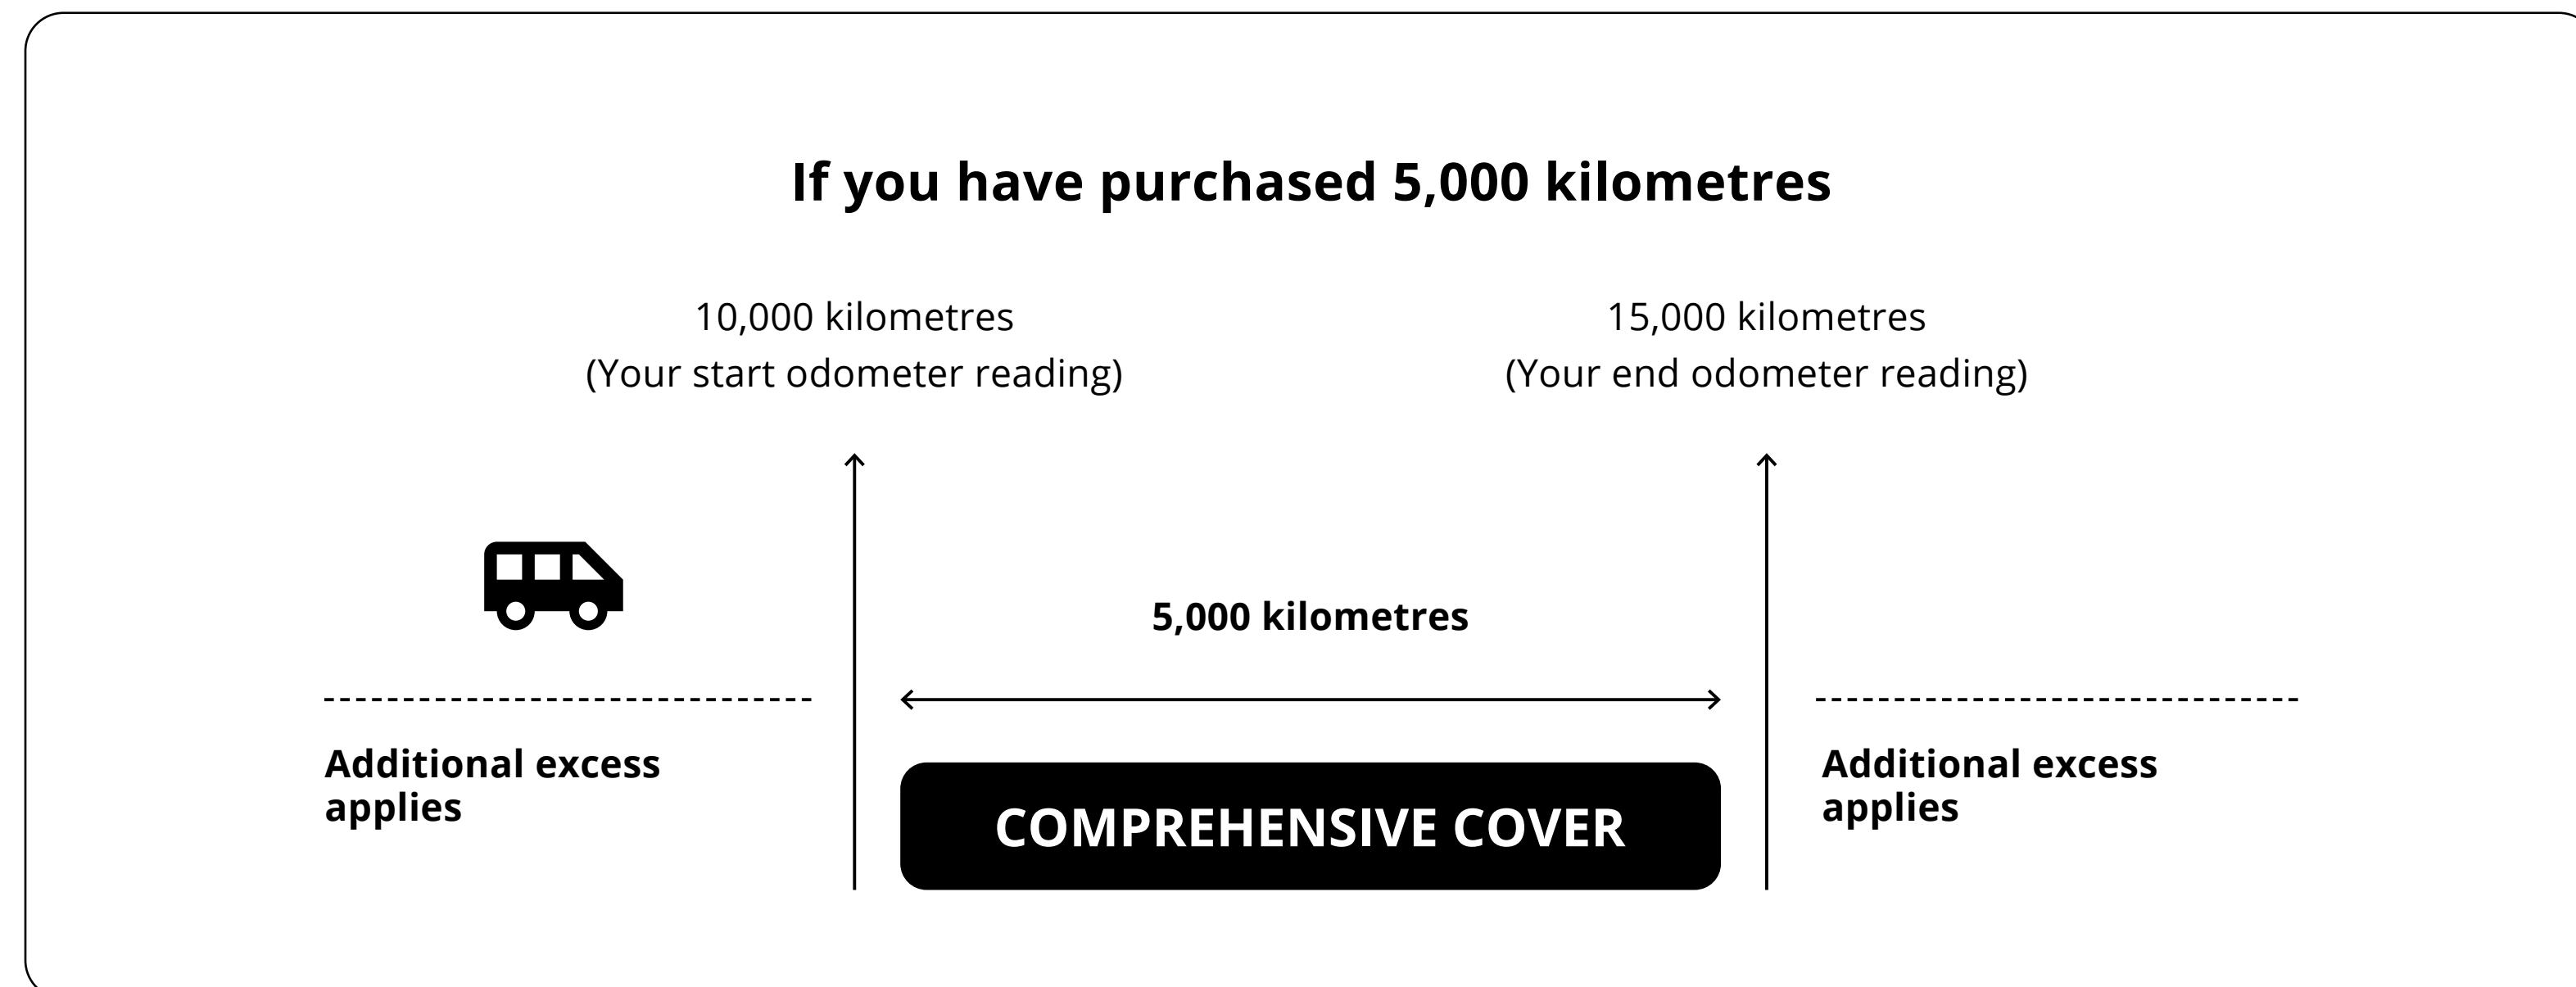 If you have purchased 5,000 kilometres
10,000 kilometres
(Your start odometer reading)
15,000 kilometres
(Your end odometer reading)
5,000 kilometres
Additional excess
applies
COMPREHENSIVE COVER
Additional excess
applies